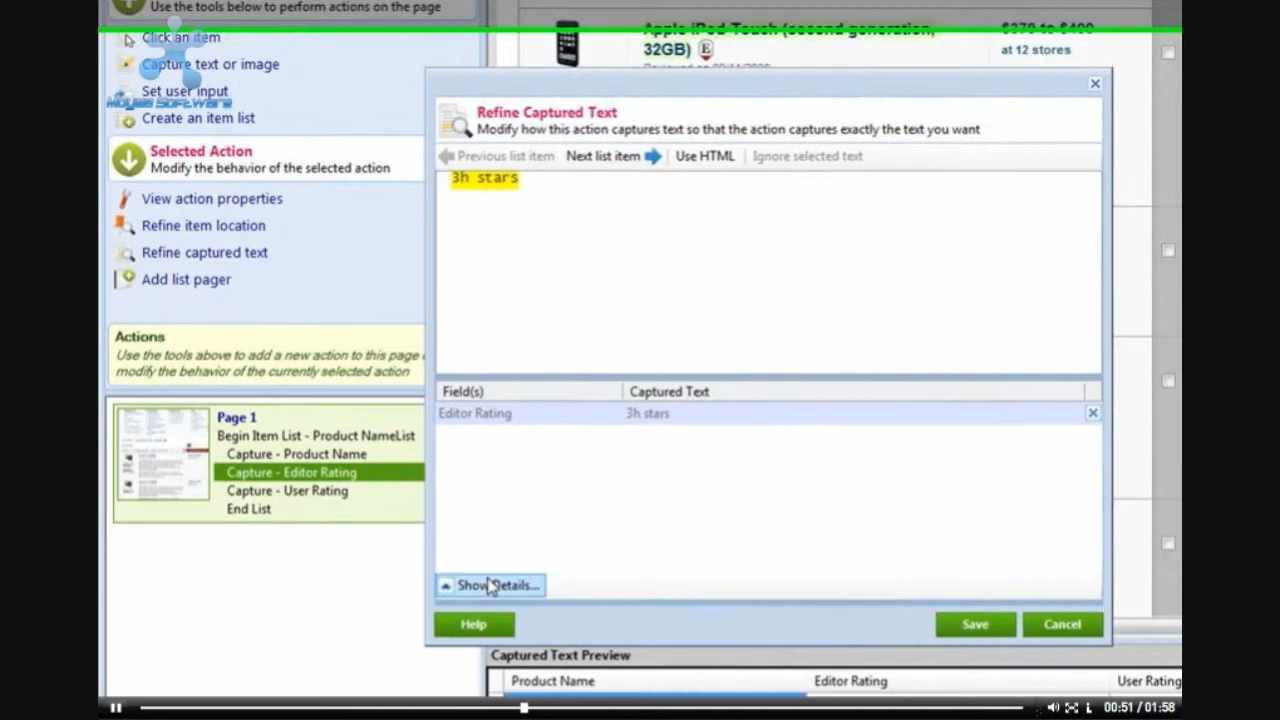 Use the tools below to perform actions on the page
Click an item
Capture text or image
Set user input
Create an item list
Selected Action
Modify the behavior of the selected action
View action properties
Refine item location
Refine captured text
Add list pager
Actions
Use the tools above to add a new action to this page
modify the behavior of the currently selected action
Page 1
Begin Item List - Product NameList
Capture - Product Name
Capture - Editor Rating
Capture - User Rating
End List
Apple iPod Touch (second generation,
32GB) E
at 12 stores
Refine Captured Text
Modify how this action captures text so that the action captures exactly the text you want
Previous list item Next list item Use HTML Ignore selected text
3h stars
Field(s) Captured Text
Editor Rating 3h stars
Show Details...
Help Save Cancel
Captured Text Preview
Product Name Editor Rating User Rating
00:51 / 01:58